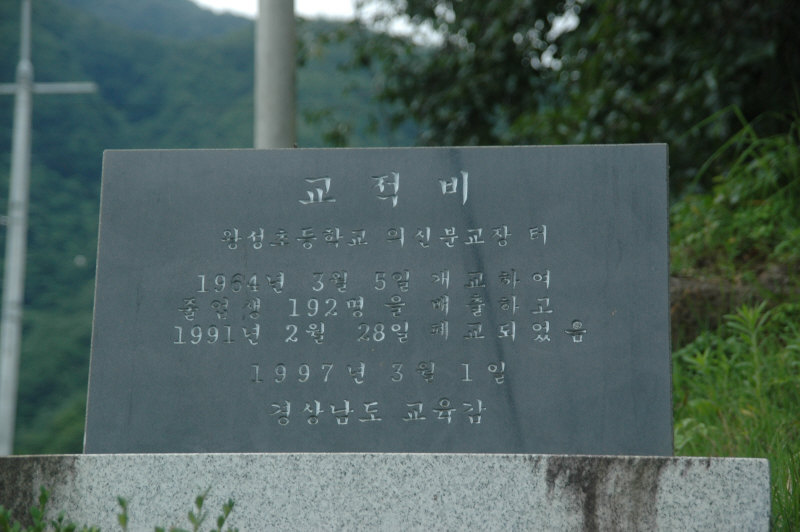 교 적 비
왕성초등학교 의신분교장 터
1964년 3월 5일 개교하여
졸업생 192명을 배출하고
1991년 2월 28일 폐교되었음
1997년 3월 1일
경상남도 교육감